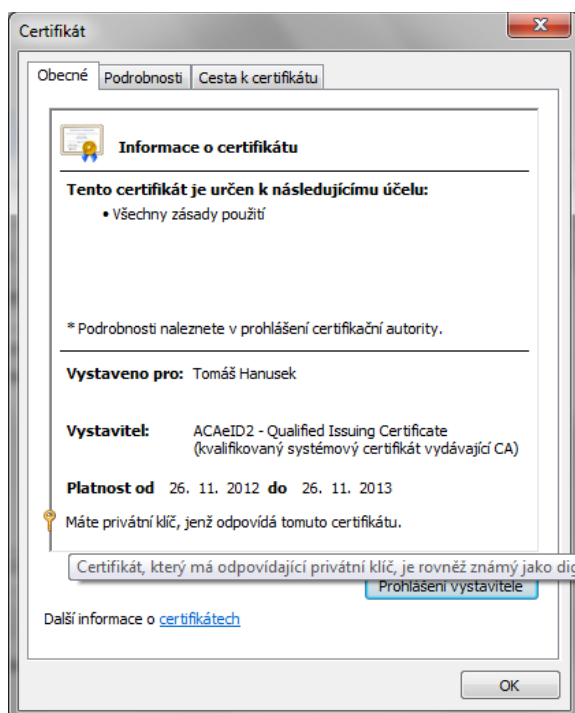 Certifikát
Obecné Podrobnosti Cesta k certifikátu
Informace o certifikátu
Tento certifikát je určen k následujícímu účelu:
• Všechny zásady použití
* Podrobnosti naleznete v prohlášení certifikační autority.
Vystaveno pro: Tomáš Hanusek
Vystavitel: ACAeID2 - Qualified Issuing Certificate
(kvalifikovaný systémový certifikát vydávající CA)
Platnost od 26. 11. 2012 do 26. 11. 2013
Máte privátní klíč, jenž odpovídá tomuto certifikátu.
Certifikát, který má odpovídající privátní klíč, je rovněž známý jako dig
Prohlášení vystavitele
Další informace o certifikátech
OK